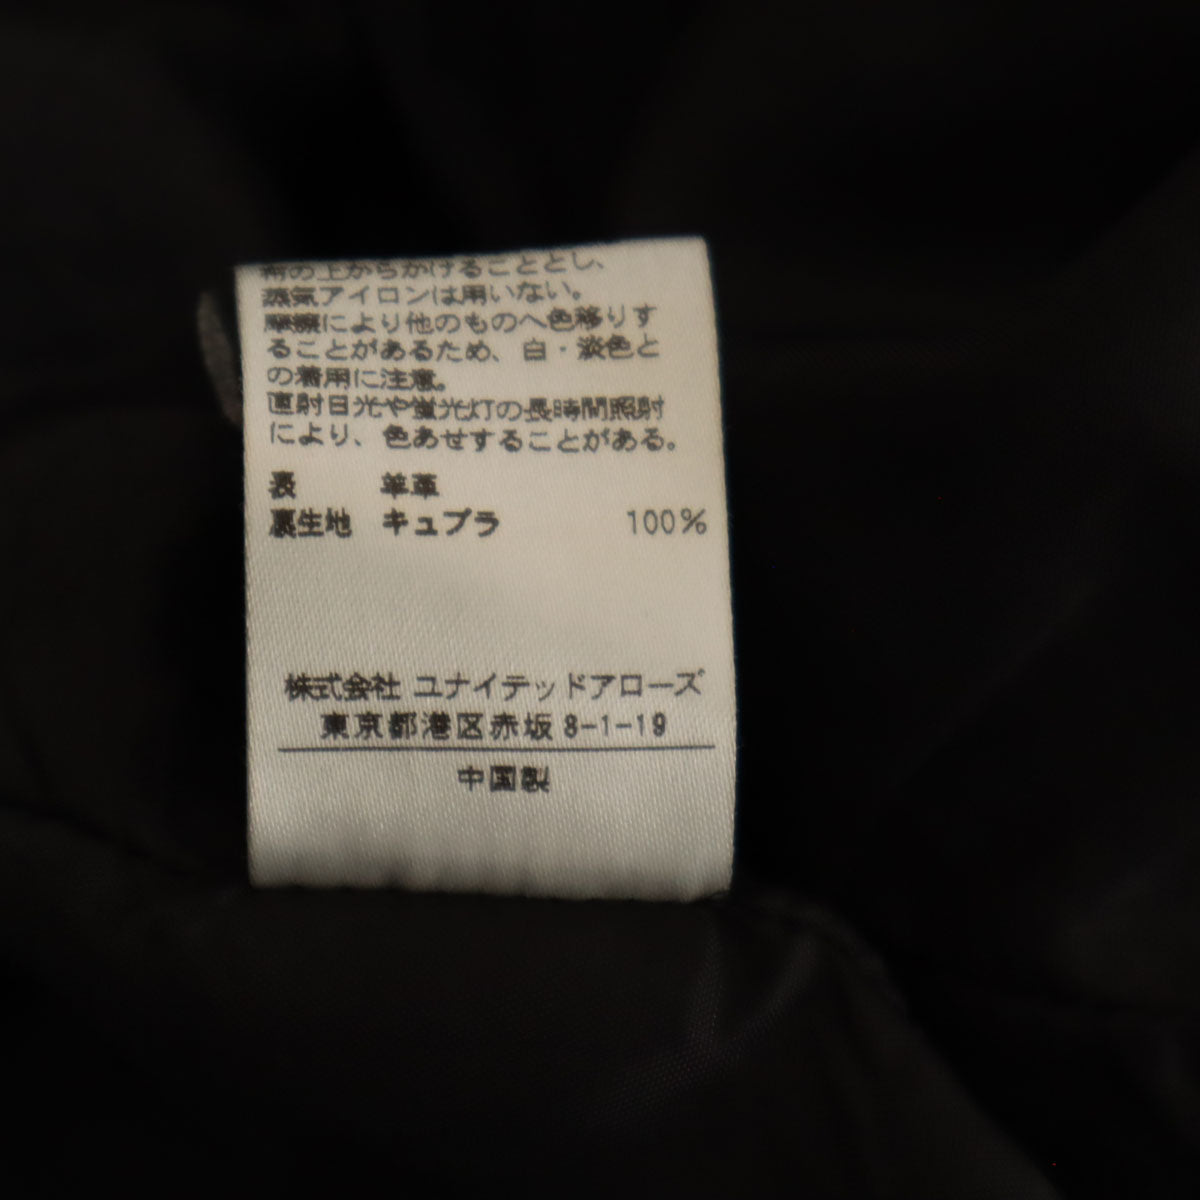 布の上からかけることとし、
蒸気アイロンは用いない。
摩擦により他のものへ色移りす
ることがあるため、白・淡色と
の着用に注意。
直射日光や蛍光灯の長時間照射
により、色あせすることがある。
表 羊革
裏生地 キュプラ 100%
株式会社 ユナイテッドアローズ
東京都港区赤坂8-1-19
中国製